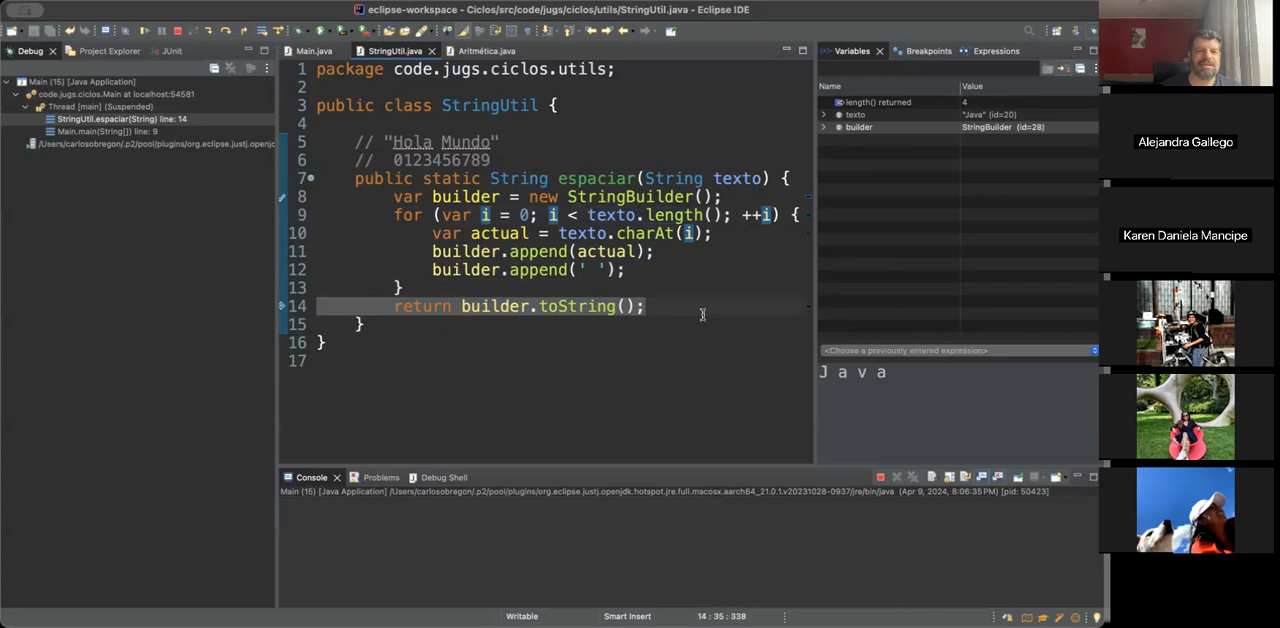 eclipse-workspace - Ciclos/src/code/jugs/ciclos/utils/StringUtil.java - Eclipse IDE
Debug
Project Explorer
JUnit
Main (15) [Java Application]
code.jugs.ciclos.Main at localhost:54581
Thread [main] (Suspended)
StringUtil.espaciar(String) line: 14
Main.main(String[]) line: 9
/Users/carlosobregon/.p2/pool/plugins/org.eclipse.justj.openjdk
Main.java
StringUtil.java
Aritmética.java
1 package code.jugs.ciclos.utils;
2
3 public class StringUtil {
4
5 // "Hola Mundo"
6 // 0123456789
7 public static String espaciar(String texto) {
8 var builder = new StringBuilder();
9 for (var i = 0; i < texto.length(); ++i) {
10 var actual = texto.charAt(i);
11 builder.append(actual);
12 builder.append(' ');
13 }
14 return builder.toString();
15 }
16 }
17
Variables
Breakpoints
Expressions
Name Value
length() returned 4
texto "Java" (id=20)
builder StringBuilder (id=28)
<Choose a previously entered expression>
J a v a
Console
Problems
Debug Shell
Main (15) [Java Application] /Users/carlosobregon/.p2/pool/plugins/org.eclipse.justj.openjdk.hotspot.jre.full.macosx.aarch64_21.0.1.v20231028-0937/jre/bin/java (Apr 9, 2024, 8:06:35 PM) [pid: 50423]
Writable
Smart Insert
14 : 35 : 338
Alejandra Gallego
Karen Daniela Mancipe